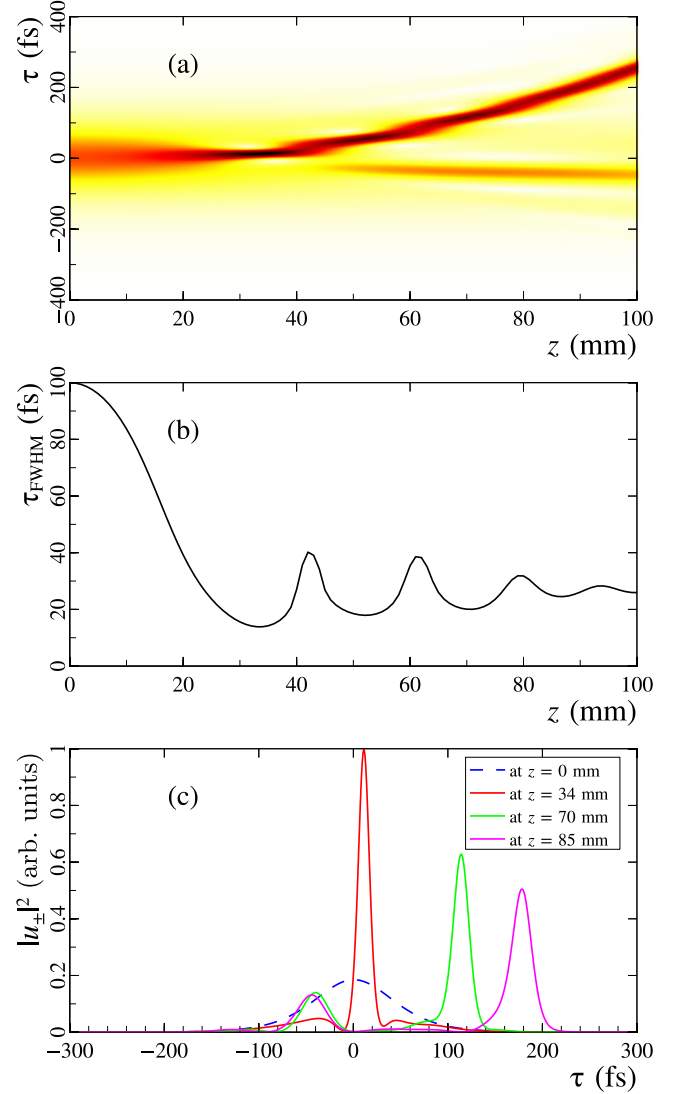 τ (fs)
400
200
0
−200
−400
(a)
0 20 40 60 80 100
z (mm)
τFWHM (fs)
100
80
60
40
20
0
(b)
0 20 40 60 80 100
z (mm)
|u±|² (arb. units)
1
0.8
0.6
0.4
0.2
0
(c)
at z = 0 mm
at z = 34 mm
at z = 70 mm
at z = 85 mm
−300 −200 −100 0 100 200 300
τ (fs)